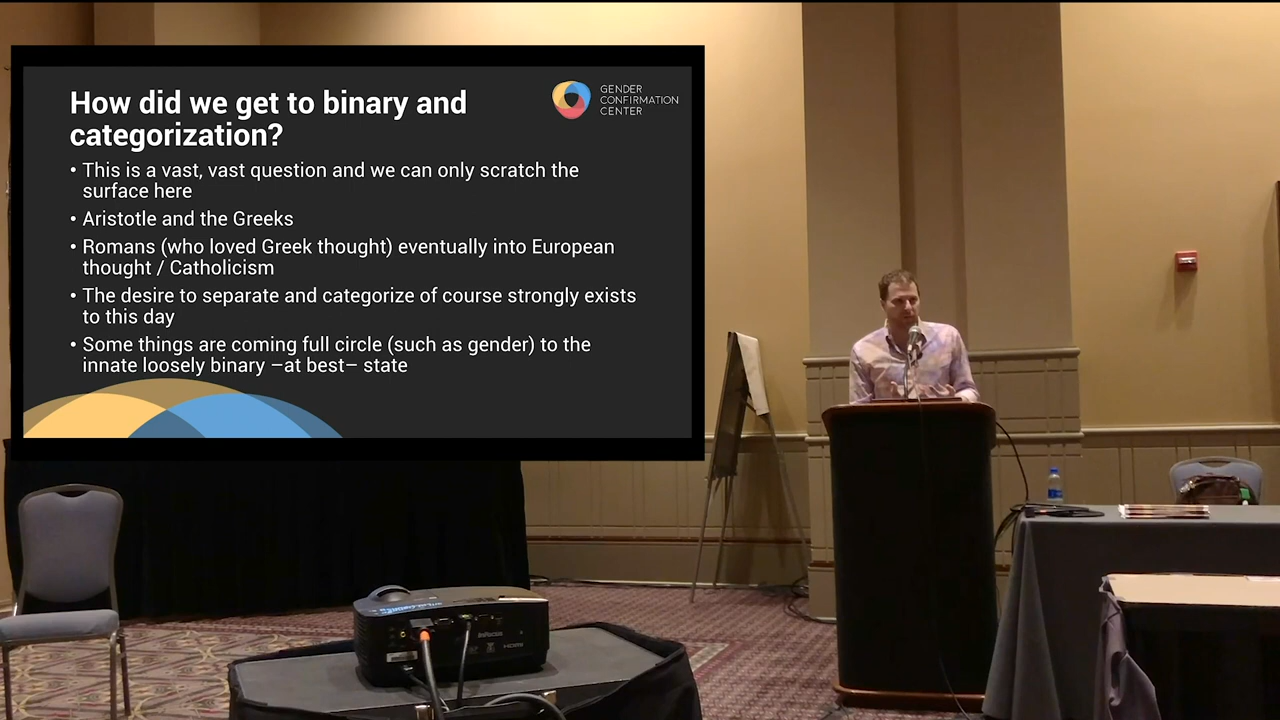 How did we get to binary and
categorization?
GENDER
CONFIRMATION
CENTER
• This is a vast, vast question and we can only scratch the
surface here
• Aristotle and the Greeks
• Romans (who loved Greek thought) eventually into European
thought / Catholicism
• The desire to separate and categorize of course strongly exists
to this day
• Some things are coming full circle (such as gender) to the
innate loosely binary –at best– state
InFocus
HDMI